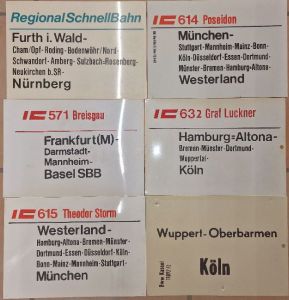 RegionalSchnellBahn
Furth i. Wald-
Cham/Opf-Roding-Bodenwöhr/Nord-
Schwandorf-Amberg-Sulzbach-Rosenberg-
Neukirchen b.SR-
Nürnberg
IC 614 Poseidon
München-
Stuttgart-Mannheim-Mainz-Bonn-
Köln-Düsseldorf-Essen-Dortmund-
Münster-Bremen-Hamburg-Altona-
Westerland
IC 571 Breisgau
Frankfurt(M)-
Darmstadt-
Mannheim-
Basel SBB
IC 632 Graf Luckner
Hamburg=Altona-
Bremen-Münster-Dortmund-
Wuppertal-
Köln
IC 615 Theodor Storm
Westerland-
Hamburg-Altona-Bremen-Münster-
Dortmund-Essen-Düsseldorf-Köln-
Bonn-Mainz-Mannheim-Stuttgart-
München
Wuppert-Oberbarmen
Köln